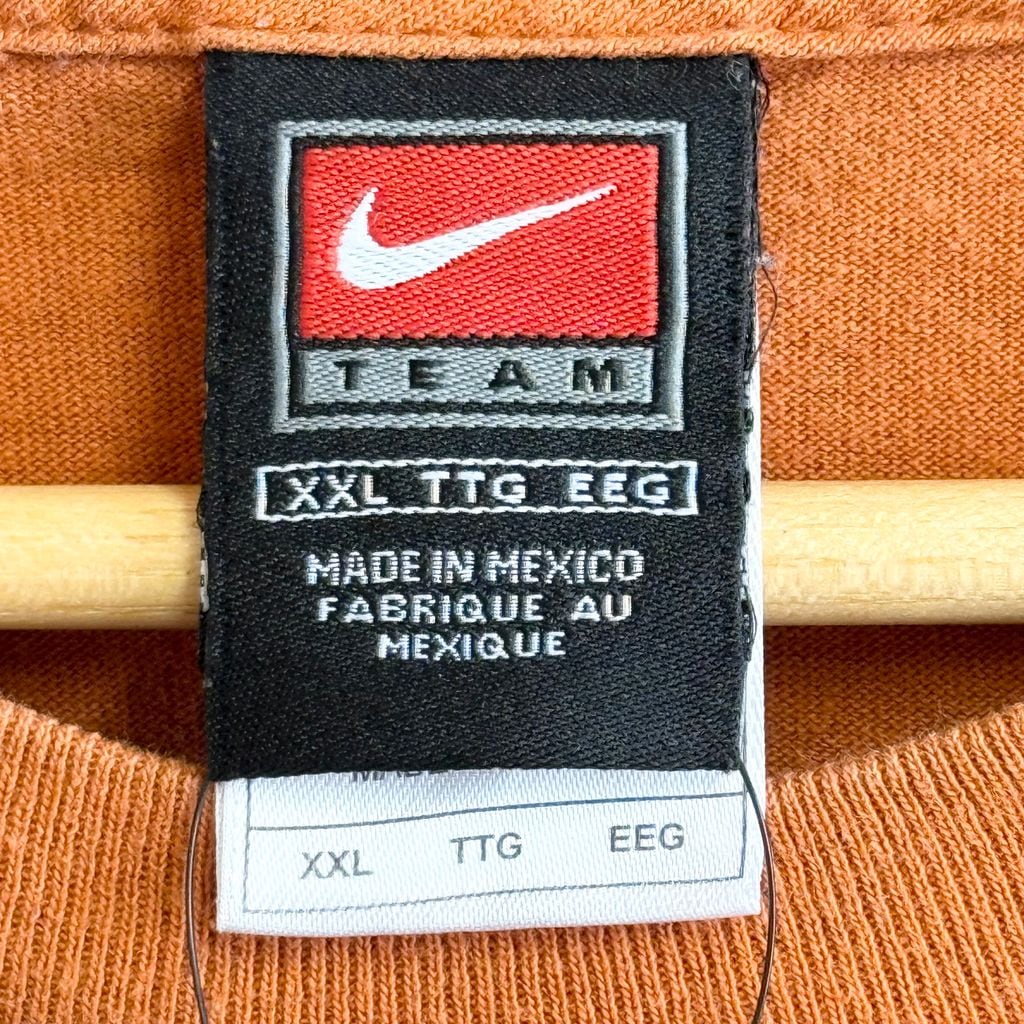 TEAM
XXL TTG EEG
MADE IN MEXICO
FABRIQUE AU
MEXIQUE
XXL TTG EEG